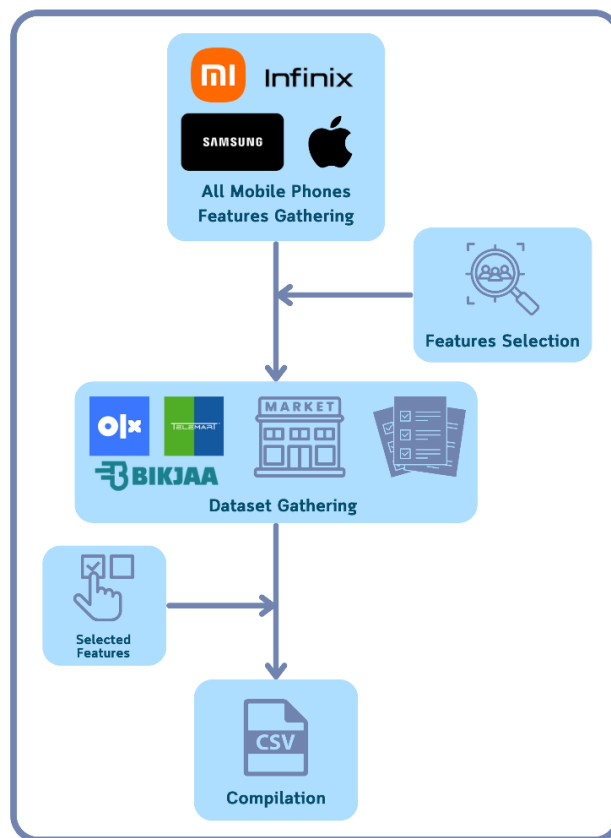 mi
Infinix
SAMSUNG
All Mobile Phones
Features Gathering
Features Selection
olx
TELEMART
MARKET
BIKJAA
Dataset Gathering
Selected
Features
CSV
Compilation